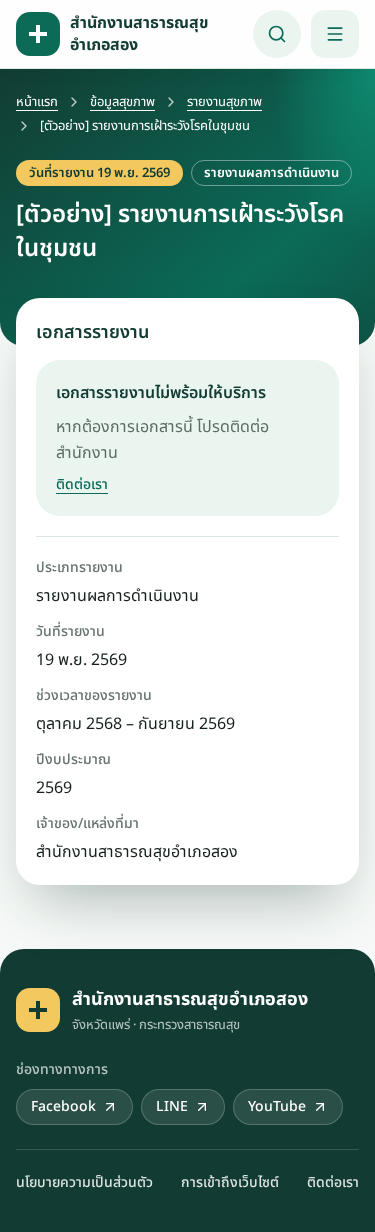 สำนักงานสาธารณสุข
อำเภอสอง
หน้าแรก
ข้อมูลสุขภาพ
รายงานสุขภาพ
[ตัวอย่าง] รายงานการเฝ้าระวังโรคในชุมชน
วันที่รายงาน 19 พ.ย. 2569
รายงานผลการดำเนินงาน
[ตัวอย่าง] รายงานการเฝ้าระวังโรค
ในชุมชน
เอกสารรายงาน
เอกสารรายงานไม่พร้อมให้บริการ
หากต้องการเอกสารนี้ โปรดติดต่อ
สำนักงาน
ติดต่อเรา
ประเภทรายงาน
รายงานผลการดำเนินงาน
วันที่รายงาน
19 พ.ย. 2569
ช่วงเวลาของรายงาน
ตุลาคม 2568 – กันยายน 2569
ปีงบประมาณ
2569
เจ้าของ/แหล่งที่มา
สำนักงานสาธารณสุขอำเภอสอง
สำนักงานสาธารณสุขอำเภอสอง
จังหวัดแพร่ · กระทรวงสาธารณสุข
ช่องทางทางการ
Facebook
LINE
YouTube
นโยบายความเป็นส่วนตัว
การเข้าถึงเว็บไซต์
ติดต่อเรา